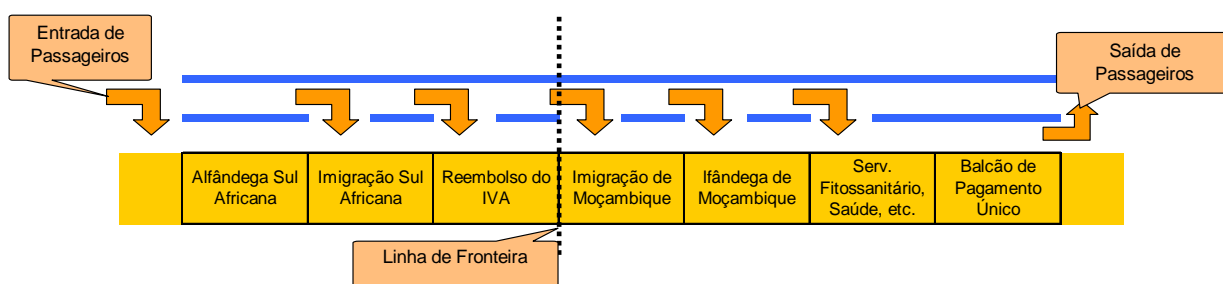 Entrada de
Passageiros
Saída de
Passageiros
Alfândega Sul
Africana
Imigração Sul
Africana
Reembolso do
IVA
Imigração de
Moçambique
Ifândega de
Moçambique
Serv.
Fitossanitário,
Saúde, etc.
Balcão de
Pagamento
Único
Linha de Fronteira